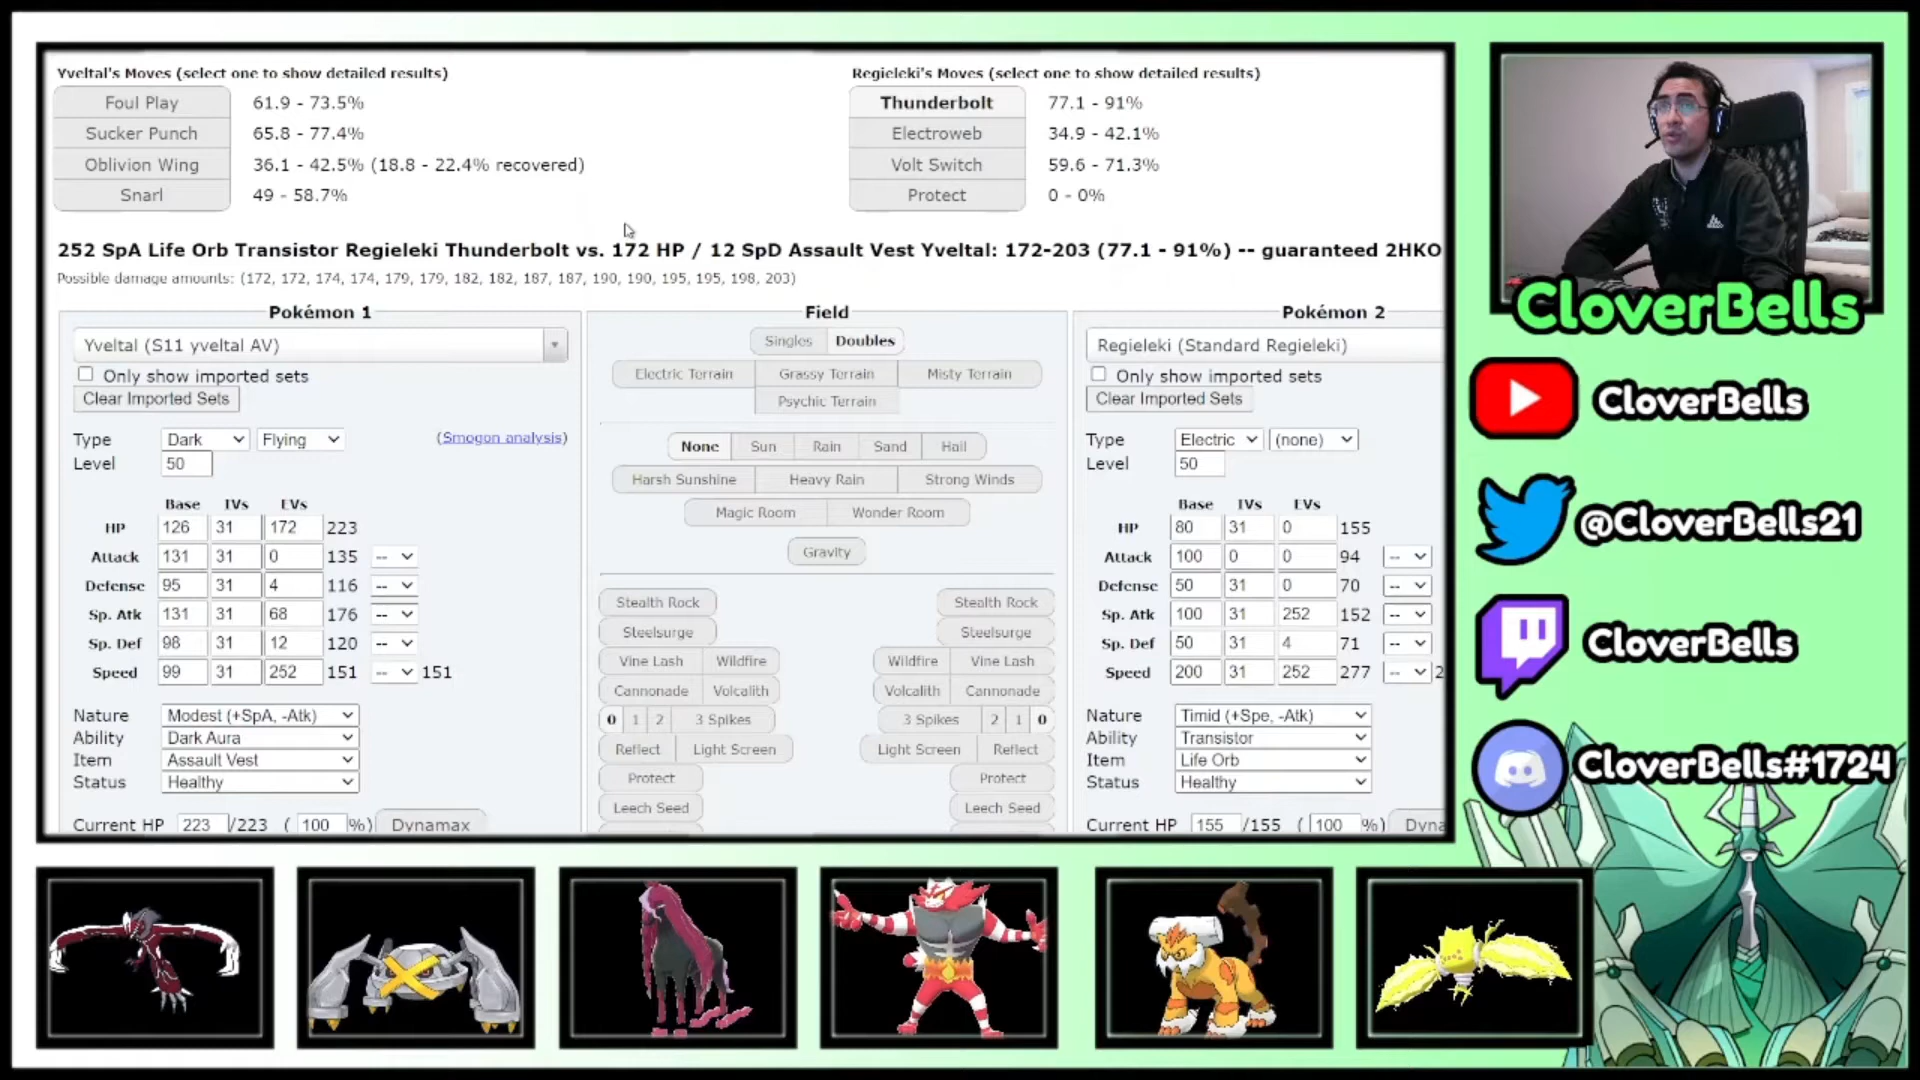 Yveltal's Moves (select one to show detailed results)
Foul Play 61.9 - 73.5%
Sucker Punch 65.8 - 77.4%
Oblivion Wing 36.1 - 42.5% (18.8 - 22.4% recovered)
Snarl 49 - 58.7%
Regieleki's Moves (select one to show detailed results)
Thunderbolt 77.1 - 91%
Electroweb 34.9 - 42.1%
Volt Switch 59.6 - 71.3%
Protect 0 - 0%
252 SpA Life Orb Transistor Regieleki Thunderbolt vs. 172 HP / 12 SpD Assault Vest Yveltal: 172-203 (77.1 - 91%) -- guaranteed 2HKO
Possible damage amounts: (172, 172, 174, 174, 179, 179, 182, 182, 187, 187, 190, 190, 195, 195, 198, 203)
Pokémon 1
Yveltal (S11 yveltal AV)
Only show imported sets
Clear Imported Sets
Type Dark Flying (Smogon analysis)
Level 50
Base IVs EVs
HP 126 31 172 223
Attack 131 31 0 135 --
Defense 95 31 4 116 --
Sp. Atk 131 31 68 176 --
Sp. Def 98 31 12 120 --
Speed 99 31 252 151 -- 151
Nature Modest (+SpA, -Atk)
Ability Dark Aura
Item Assault Vest
Status Healthy
Current HP 223 /223 ( 100 %) Dynamax
Field
Singles Doubles
Electric Terrain Grassy Terrain Misty Terrain
Psychic Terrain
None Sun Rain Sand Hail
Harsh Sunshine Heavy Rain Strong Winds
Magic Room Wonder Room
Gravity
Stealth Rock Stealth Rock
Steelsurge Steelsurge
Vine Lash Wildfire Wildfire Vine Lash
Cannonade Volcalith Volcalith Cannonade
0 1 2 3 Spikes 3 Spikes 2 1 0
Reflect Light Screen Light Screen Reflect
Protect Protect
Leech Seed Leech Seed
Pokémon 2
Regieleki (Standard Regieleki)
Only show imported sets
Clear Imported Sets
Type Electric (none)
Level 50
Base IVs EVs
HP 80 31 0 155
Attack 100 0 0 94 --
Defense 50 31 0 70 --
Sp. Atk 100 31 252 152 --
Sp. Def 50 31 4 71 --
Speed 200 31 252 277 -- 2
Nature Timid (+Spe, -Atk)
Ability Transistor
Item Life Orb
Status Healthy
Current HP 155 /155 ( 100 %) Dyna
CloverBells
CloverBells
@CloverBells21
CloverBells
CloverBells#1724